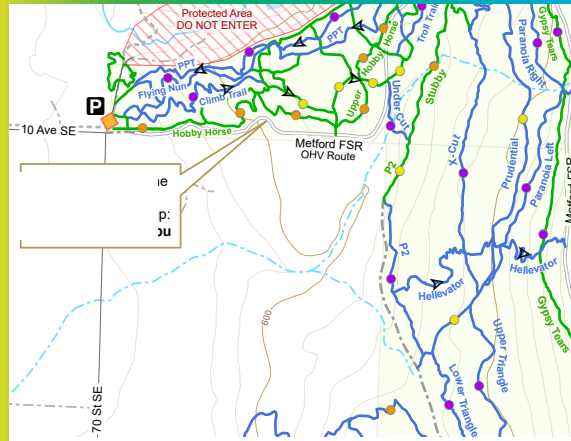 Protected Area
DO NOT ENTER
PPT
Hobby Horse
Troll Trail
Gypsy Tears
Paranoia Right
PPT
Flying Nun
Climb Trail
Upper
Under Cut
Stubby
P
10 Ave SE
Hobby Horse
Metford FSR
OHV Route
P2
X-Cut
Prudential
Paranoia Left
Metford FSR
P2
Hellevator
Hellevator
600
Gypsy Tears
Upper Triangle
Lower Triangle
70 St SE